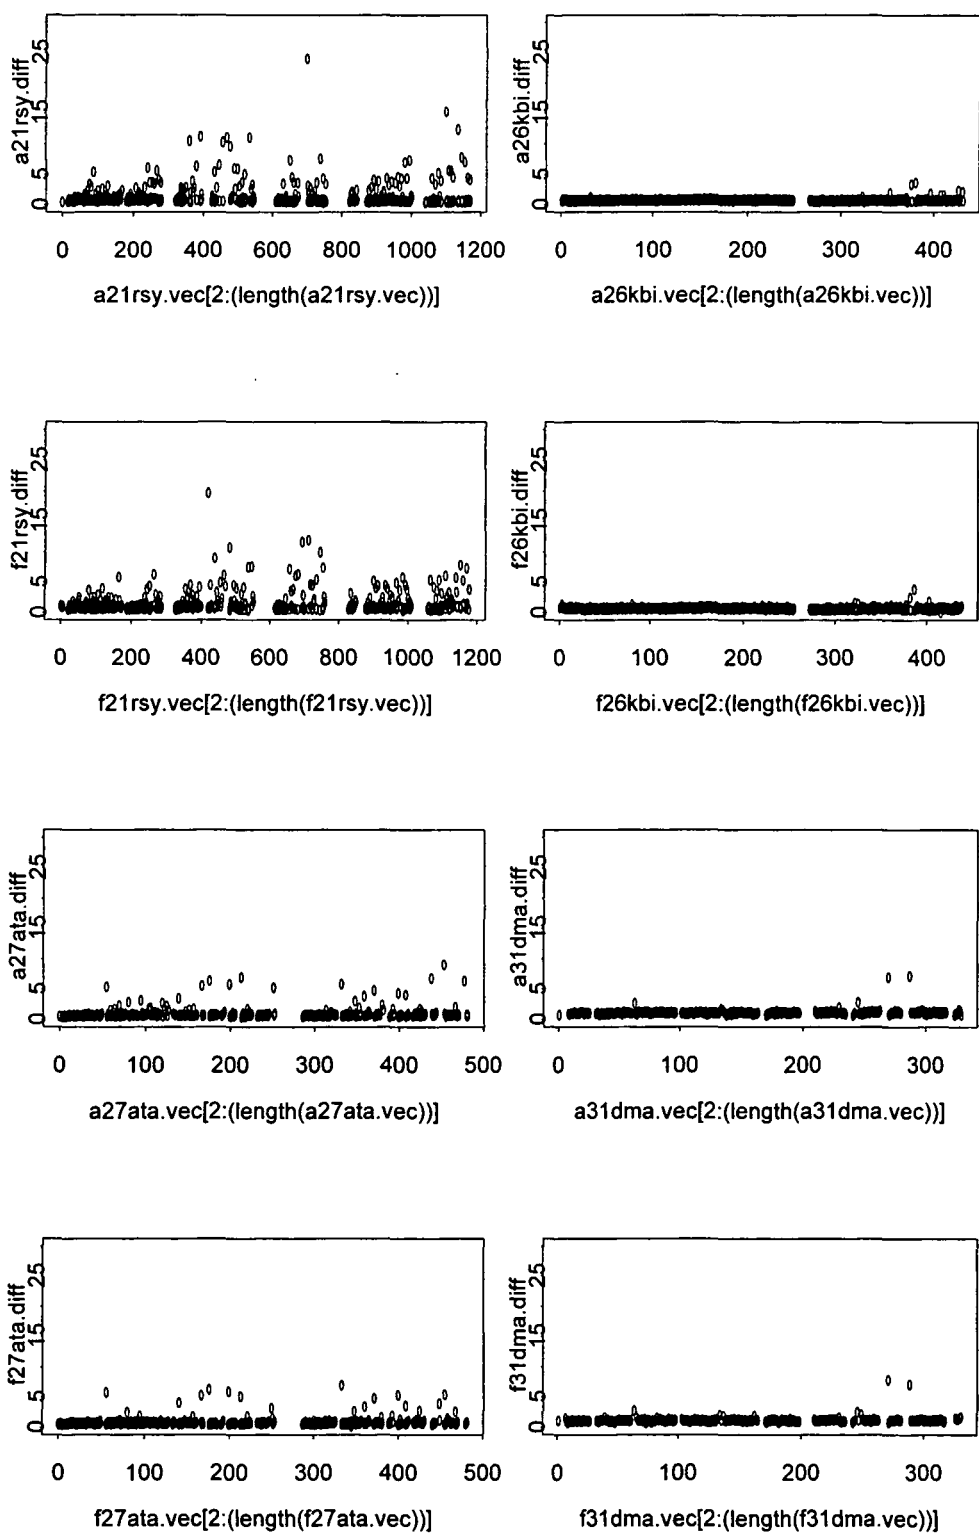 a21rsy.diff
0 5 15 25
0 200 400 600 800 1000 1200
a21rsy.vec[2:(length(a21rsy.vec))]
a26kbi.diff
0 5 15 25
0 100 200 300 400
a26kbi.vec[2:(length(a26kbi.vec))]
f21rsy.diff
0 5 15 25
0 200 400 600 800 1000 1200
f21rsy.vec[2:(length(f21rsy.vec))]
f26kbi.diff
0 5 15 25
0 100 200 300 400
f26kbi.vec[2:(length(f26kbi.vec))]
a27ata.diff
0 5 15 25
0 100 200 300 400 500
a27ata.vec[2:(length(a27ata.vec))]
a31dma.diff
0 5 15 25
0 100 200 300
a31dma.vec[2:(length(a31dma.vec))]
f27ata.diff
0 5 15 25
0 100 200 300 400 500
f27ata.vec[2:(length(f27ata.vec))]
f31dma.diff
0 5 15 25
0 100 200 300
f31dma.vec[2:(length(f31dma.vec))]